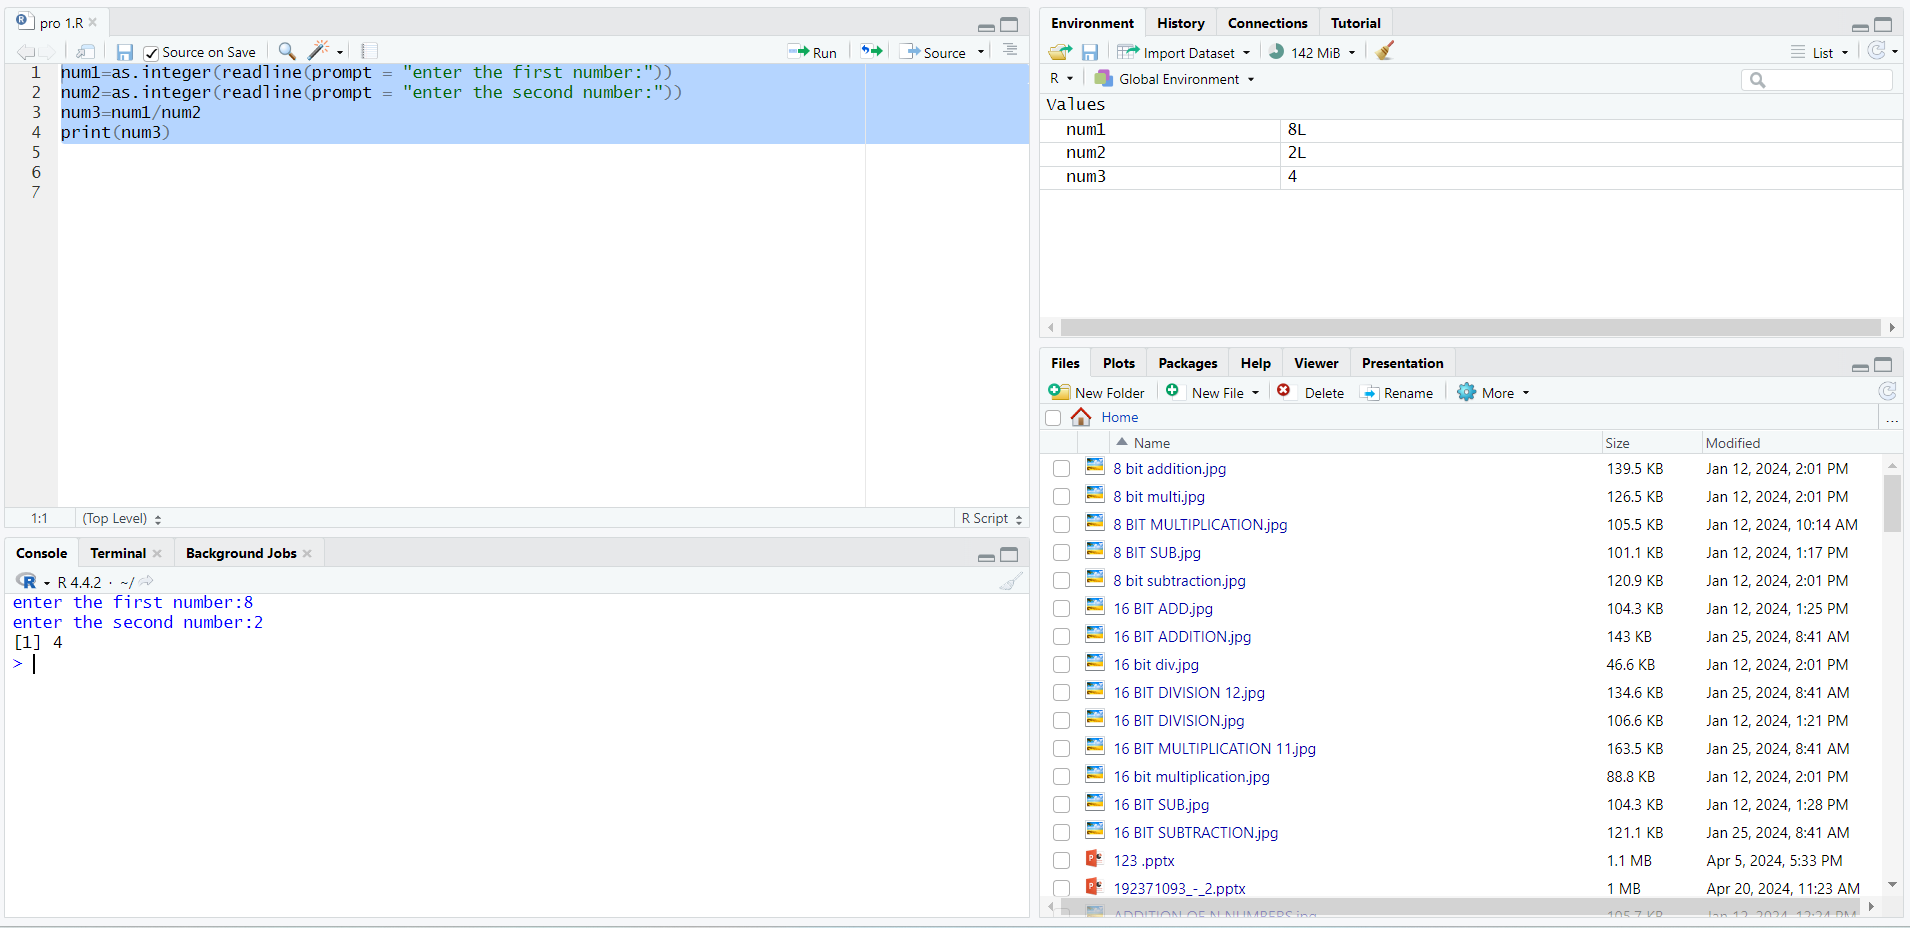 pro 1.R
Source on Save
Run
Source
1 num1=as.integer(readline(prompt = "enter the first number:"))
2 num2=as.integer(readline(prompt = "enter the second number:"))
3 num3=num1/num2
4 print(num3)
5
6
7
1:1 (Top Level) R Script
Console Terminal Background Jobs
R 4.4.2 · ~/
enter the first number:8
enter the second number:2
[1] 4
>
Environment History Connections Tutorial
Import Dataset 142 MiB List
R Global Environment
Values
num1 8L
num2 2L
num3 4
Files Plots Packages Help Viewer Presentation
New Folder New File Delete Rename More
Home ...
Name Size Modified
8 bit addition.jpg 139.5 KB Jan 12, 2024, 2:01 PM
8 bit multi.jpg 126.5 KB Jan 12, 2024, 2:01 PM
8 BIT MULTIPLICATION.jpg 105.5 KB Jan 12, 2024, 10:14 AM
8 BIT SUB.jpg 101.1 KB Jan 12, 2024, 1:17 PM
8 bit subtraction.jpg 120.9 KB Jan 12, 2024, 2:01 PM
16 BIT ADD.jpg 104.3 KB Jan 12, 2024, 1:25 PM
16 BIT ADDITION.jpg 143 KB Jan 25, 2024, 8:41 AM
16 bit div.jpg 46.6 KB Jan 12, 2024, 2:01 PM
16 BIT DIVISION 12.jpg 134.6 KB Jan 25, 2024, 8:41 AM
16 BIT DIVISION.jpg 106.6 KB Jan 12, 2024, 1:21 PM
16 BIT MULTIPLICATION 11.jpg 163.5 KB Jan 25, 2024, 8:41 AM
16 bit multiplication.jpg 88.8 KB Jan 12, 2024, 2:01 PM
16 BIT SUB.jpg 104.3 KB Jan 12, 2024, 1:28 PM
16 BIT SUBTRACTION.jpg 121.1 KB Jan 25, 2024, 8:41 AM
123 .pptx 1.1 MB Apr 5, 2024, 5:33 PM
192371093_-_2.pptx 1 MB Apr 20, 2024, 11:23 AM
ADDITION OF N NUMBERS.jpg 105.7 KB Jan 12, 2024, 12:24 PM